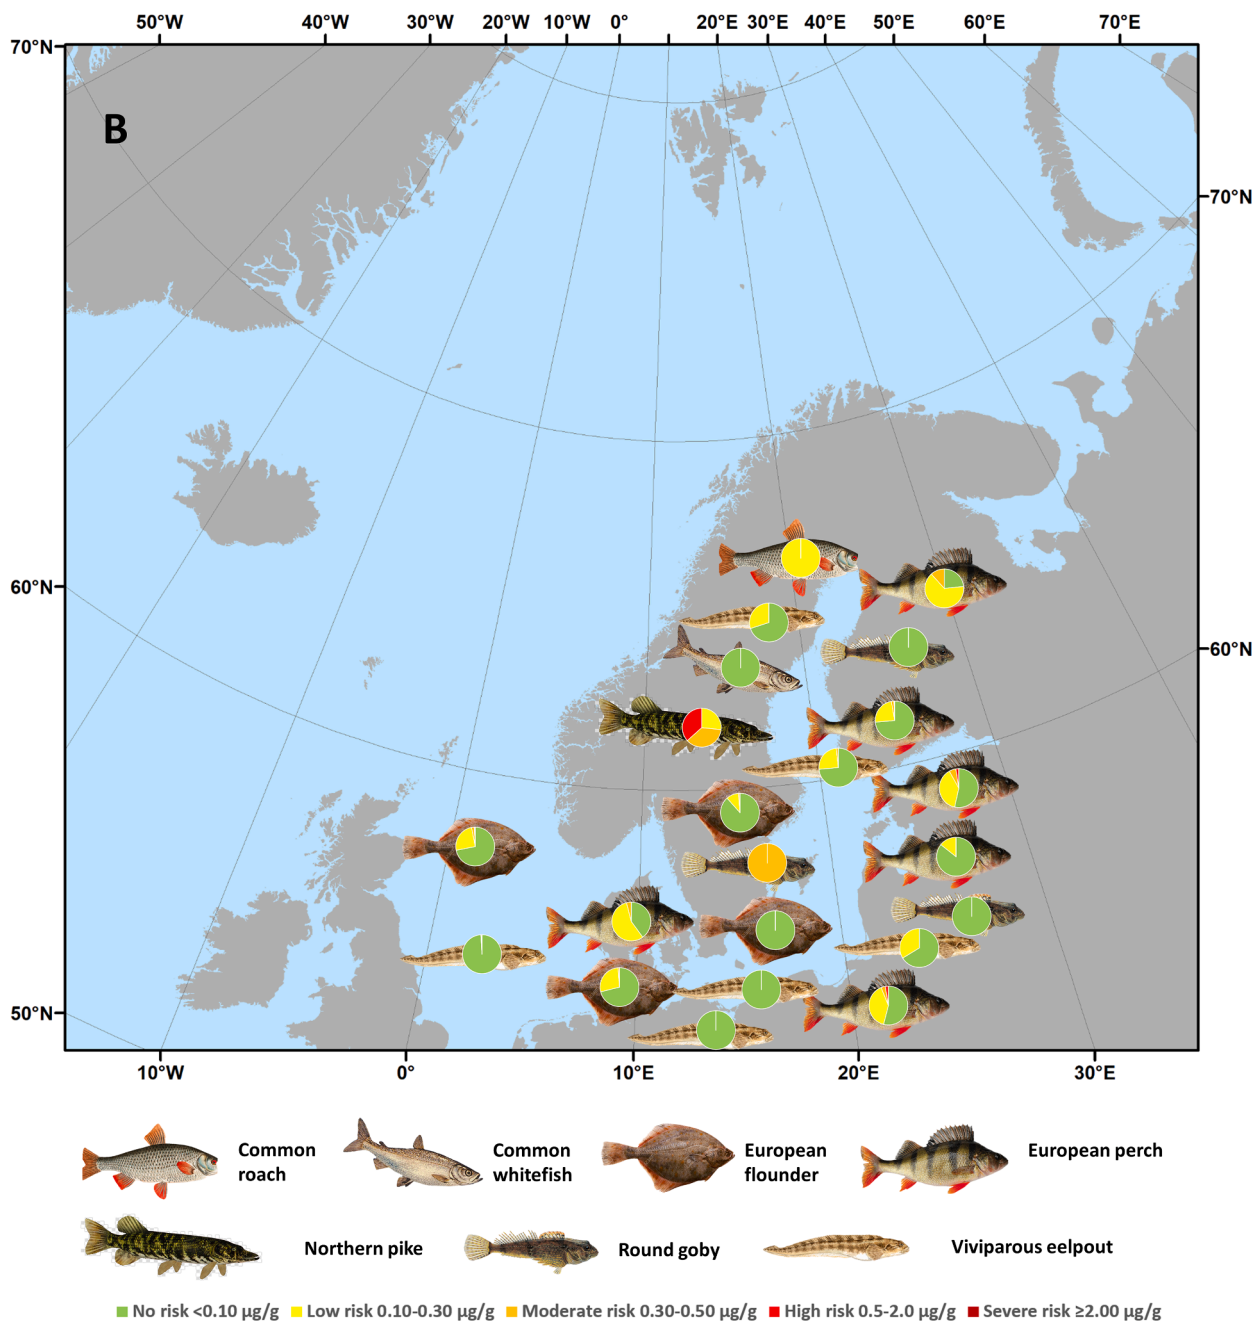 50°W 40°W 30°W 20°W 10°W 0° 20°E 30°E 40°E 50°E 60°E 70°E
70°N
B
70°N
60°N
60°N
50°N
10°W 0° 10°E 20°E 30°E
Common
roach
Common
whitefish
European
flounder
European perch
Northern pike
Round goby
Viviparous eelpout
No risk <0.10 µg/g Low risk 0.10-0.30 µg/g Moderate risk 0.30-0.50 µg/g High risk 0.5-2.0 µg/g Severe risk ≥2.00 µg/g